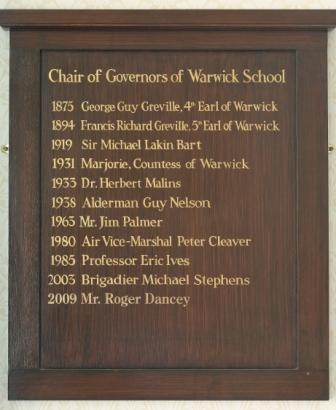 Chair of Governors of Warwick School
1875 George Guy Greville, 4th Earl of Warwick
1894 Francis Richard Greville, 5th Earl of Warwick
1919 Sir Michael Lakin Bart
1931 Marjorie, Countess of Warwick
1933 Dr. Herbert Malins
1938 Alderman Guy Nelson
1963 Mr. Jim Palmer
1980 Air Vice-Marshal Peter Cleaver
1985 Professor Eric Ives
2003 Brigadier Michael Stephens
2009 Mr. Roger Dancey